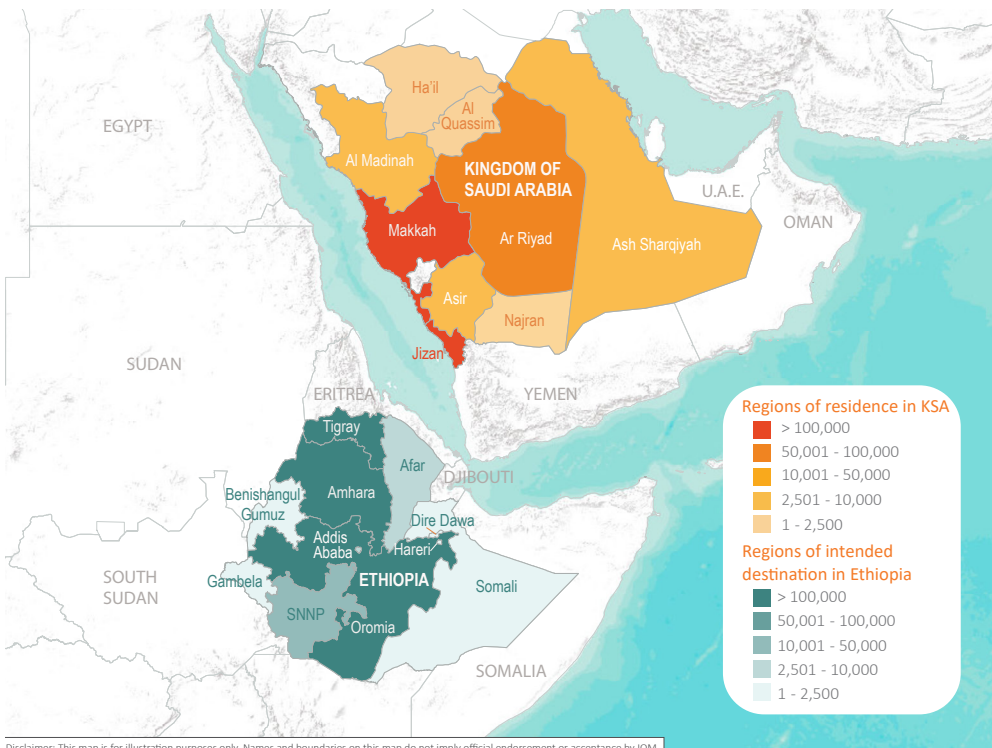 Ha'il
Al
Quassim
EGYPT
Al Madinah
KINGDOM OF
SAUDI ARABIA
U.A.E.
OMAN
Makkah
Ar Riyad
Ash Sharqiyah
Asir
Najran
Jizan
SUDAN
ERITREA
YEMEN
Tigray
Afar
DJIBOUTI
Amhara
Benishangul
Gumuz
Dire Dawa
Addis
Ababa
Hareri
ETHIOPIA
Gambela
Somali
SOUTH
SUDAN
SNNP
Oromia
SOMALIA
Regions of residence in KSA
> 100,000
50,001 - 100,000
10,001 - 50,000
2,501 - 10,000
1 - 2,500
Regions of intended
destination in Ethiopia
> 100,000
50,001 - 100,000
10,001 - 50,000
2,501 - 10,000
1 - 2,500
Disclaimer: This map is for illustration purposes only. Names and boundaries on this map do not imply official endorsement or acceptance by IOM.